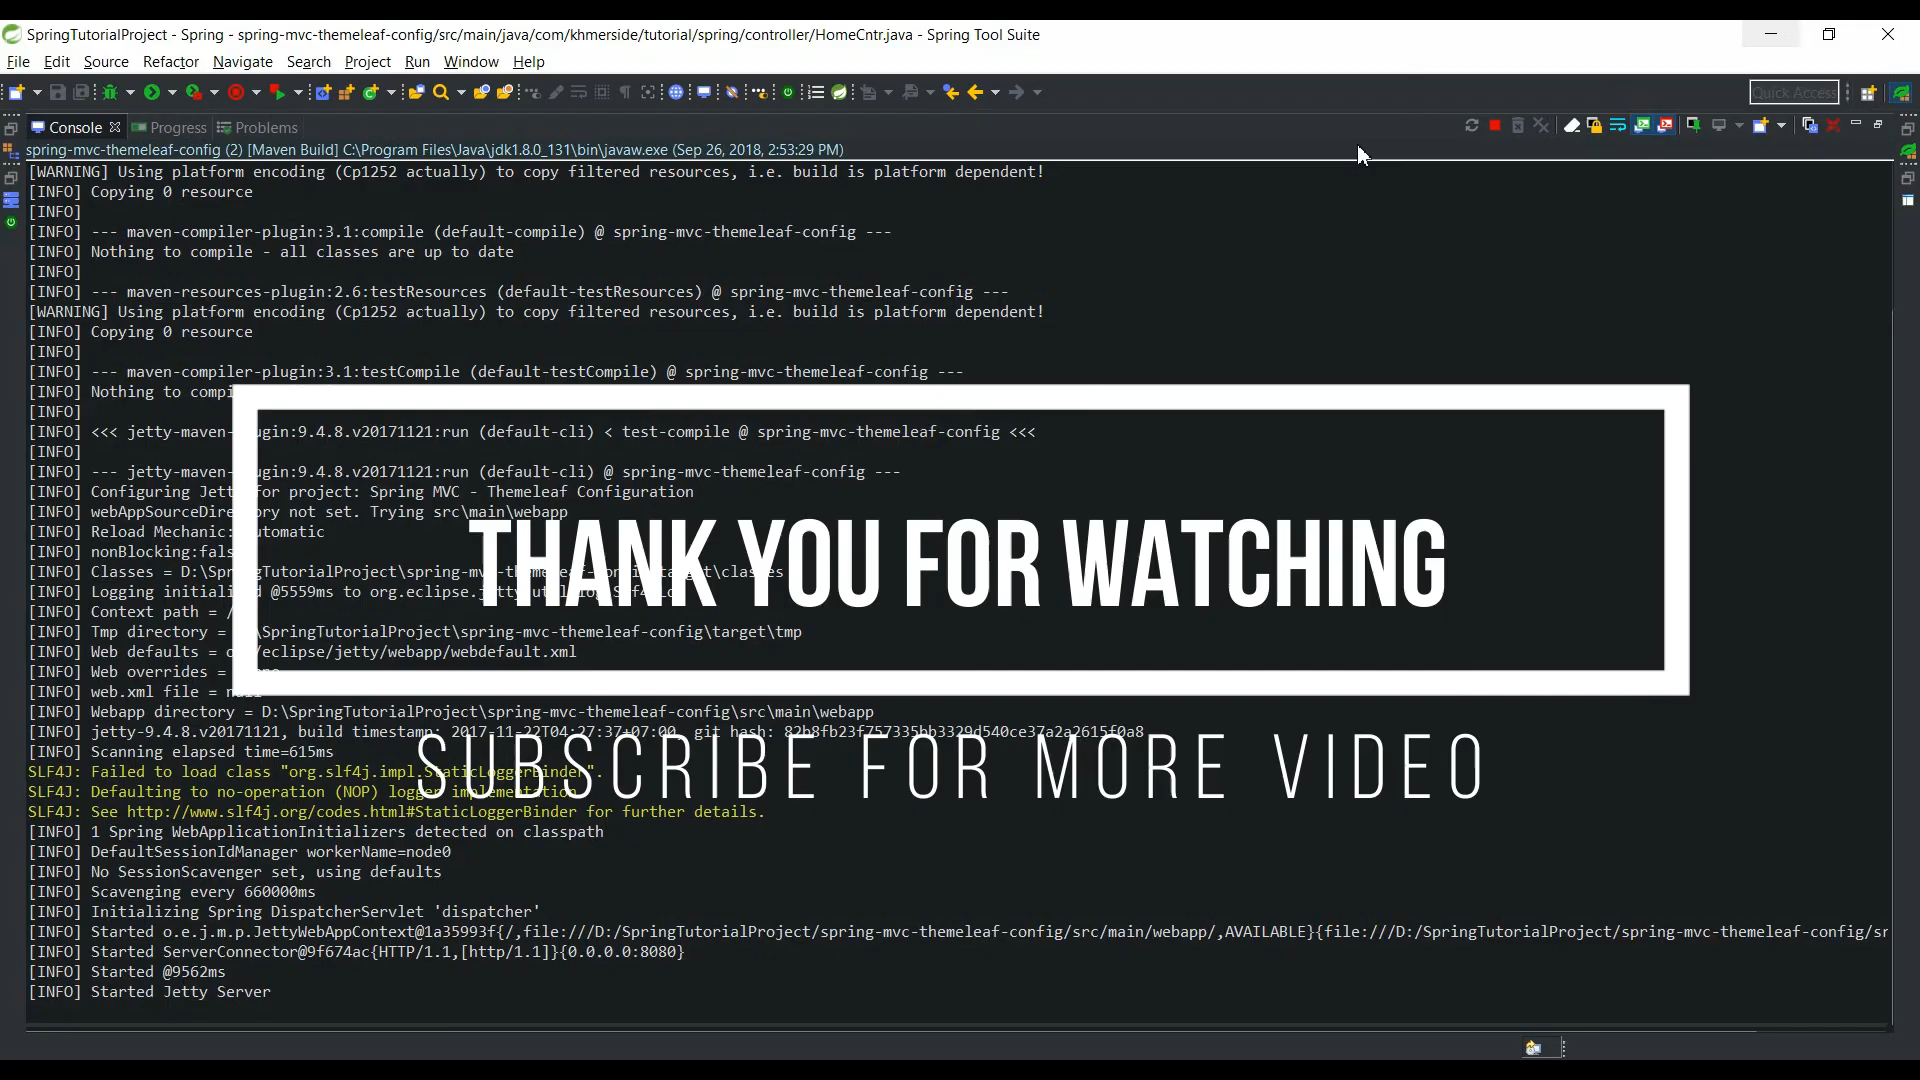 SpringTutorialProject - Spring - spring-mvc-themeleaf-config/src/main/java/com/khmerside/tutorial/spring/controller/HomeCntr.java - Spring Tool Suite
File Edit Source Refactor Navigate Search Project Run Window Help
Quick Access
Console Progress Problems
spring-mvc-themeleaf-config (2) [Maven Build] C:\Program Files\Java\jdk1.8.0_131\bin\javaw.exe (Sep 26, 2018, 2:53:29 PM)
[WARNING] Using platform encoding (Cp1252 actually) to copy filtered resources, i.e. build is platform dependent!
[INFO] Copying 0 resource
[INFO]
[INFO] --- maven-compiler-plugin:3.1:compile (default-compile) @ spring-mvc-themeleaf-config ---
[INFO] Nothing to compile - all classes are up to date
[INFO]
[INFO] --- maven-resources-plugin:2.6:testResources (default-testResources) @ spring-mvc-themeleaf-config ---
[WARNING] Using platform encoding (Cp1252 actually) to copy filtered resources, i.e. build is platform dependent!
[INFO] Copying 0 resource
[INFO]
[INFO] --- maven-compiler-plugin:3.1:testCompile (default-testCompile) @ spring-mvc-themeleaf-config ---
[INFO] Nothing to
[INFO]
[INFO] <<< jetty-maven- ugin:9.4.8.v20171121:run (default-cli) < test-compile @ spring-mvc-themeleaf-config <<<
[INFO]
[INFO] --- jetty-maven- ugin:9.4.8.v20171121:run (default-cli) @ spring-mvc-themeleaf-config ---
[INFO] Configuring for project: Spring MVC - Themeleaf Configuration
[INFO] not set. Trying src\main\webapp
[INFO] Reload Mechanic:
[INFO]
[INFO] Classes =
[INFO] Logging @5559ms to
[INFO] Context path = /
[INFO] Tmp directory = \SpringTutorialProject\spring-mvc-themeleaf-config\target\tmp
[INFO] Web defaults = /eclipse/jetty/webapp/webdefault.xml
[INFO] Web overrides =
[INFO] web.xml file =
[INFO] Webapp directory = D:\SpringTutorialProject\spring-mvc-themeleaf-config\src\main\webapp
[INFO] jetty-9.4.8.v20171121, build timestamp: 2017-11-22T04:27:37+07:00, git hash: 82b8fb23f757335bb3329d540ce37a2a2615f0a8
[INFO] Scanning elapsed time=615ms
SLF4J: Failed to load class "org.slf4j.impl.StaticLoggerBinder".
SLF4J: Defaulting to no-operation (NOP) logger implementation
SLF4J: See http://www.slf4j.org/codes.html#StaticLoggerBinder for further details.
[INFO] 1 Spring WebApplicationInitializers detected on classpath
[INFO] DefaultSessionIdManager workerName=node0
[INFO] No SessionScavenger set, using defaults
[INFO] Scavenging every 660000ms
[INFO] Initializing Spring DispatcherServlet 'dispatcher'
[INFO] Started o.e.j.m.p.JettyWebAppContext@1a35993f{/,file:///D:/SpringTutorialProject/spring-mvc-themeleaf-config/src/main/webapp/,AVAILABLE}{file:///D:/SpringTutorialProject/spring-mvc-themeleaf-config/sr
[INFO] Started ServerConnector@9f674ac{HTTP/1.1,[http/1.1]}{0.0.0.0:8080}
[INFO] Started @9562ms
[INFO] Started Jetty Server
THANK YOU FOR WATCHING
SUBSCRIBE FOR MORE VIDEO